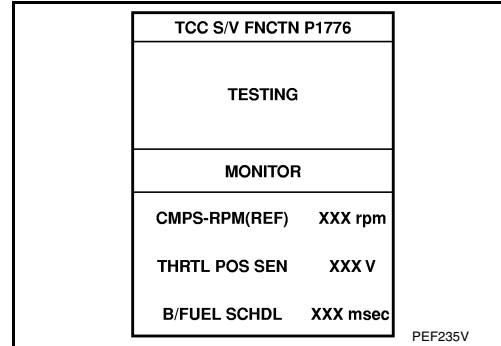 TCC S/V FNCTN P1776
TESTING
MONITOR
CMPS-RPM(REF) XXX rpm
THRTL POS SEN XXX V
B/FUEL SCHDL XXX msec
PEF235V